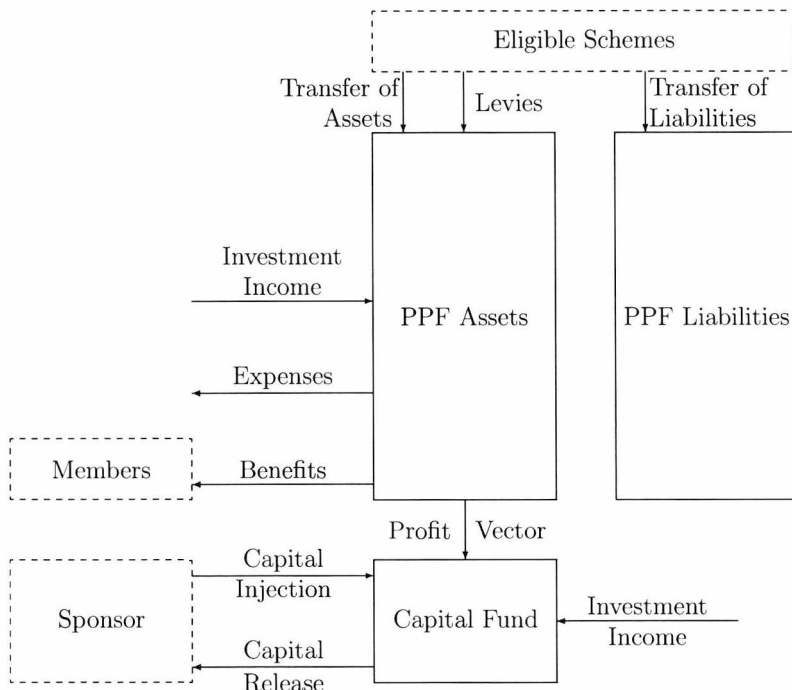 Eligible Schemes
Transfer of
Assets
Levies
Transfer of
Liabilities
Investment
Income
PPF Assets
PPF Liabilities
Expenses
Members
Benefits
Profit Vector
Capital
Injection
Sponsor
Capital Fund
Investment
Income
Capital
Release